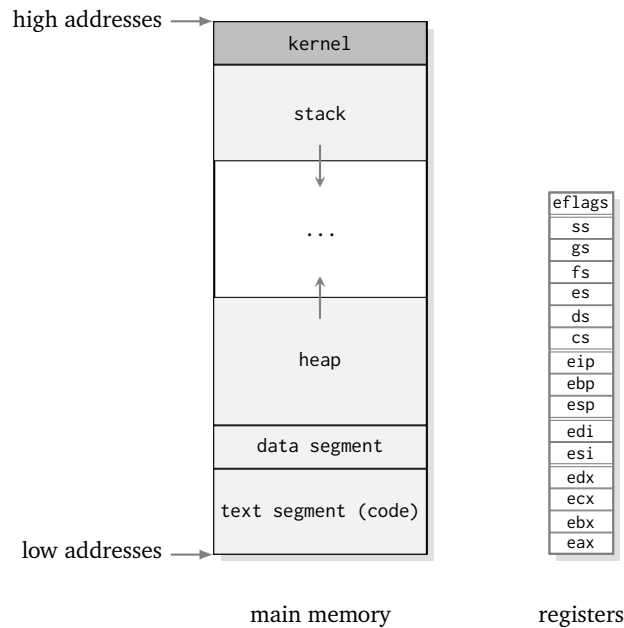 high addresses
kernel
stack
...
heap
data segment
text segment (code)
low addresses
main memory
eflags
ss
gs
fs
es
ds
cs
eip
ebp
esp
edi
esi
edx
ecx
ebx
eax
registers